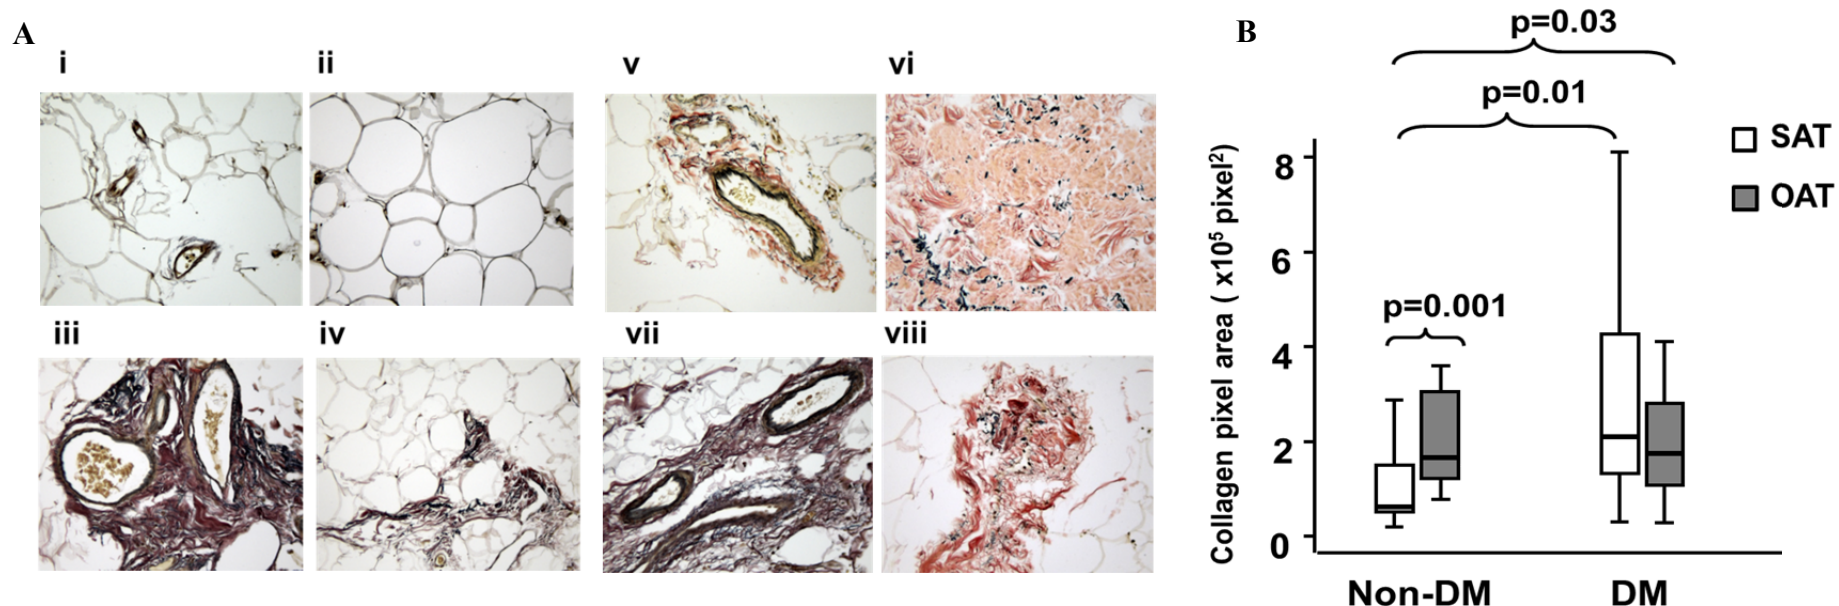 A
i
ii
v
vi
iii
iv
vii
viii
B
p=0.03
p=0.01
SAT
OAT
p=0.001
Collagen pixel area ( x10⁵ pixel²)
8
6
4
2
0
Non-DM
DM